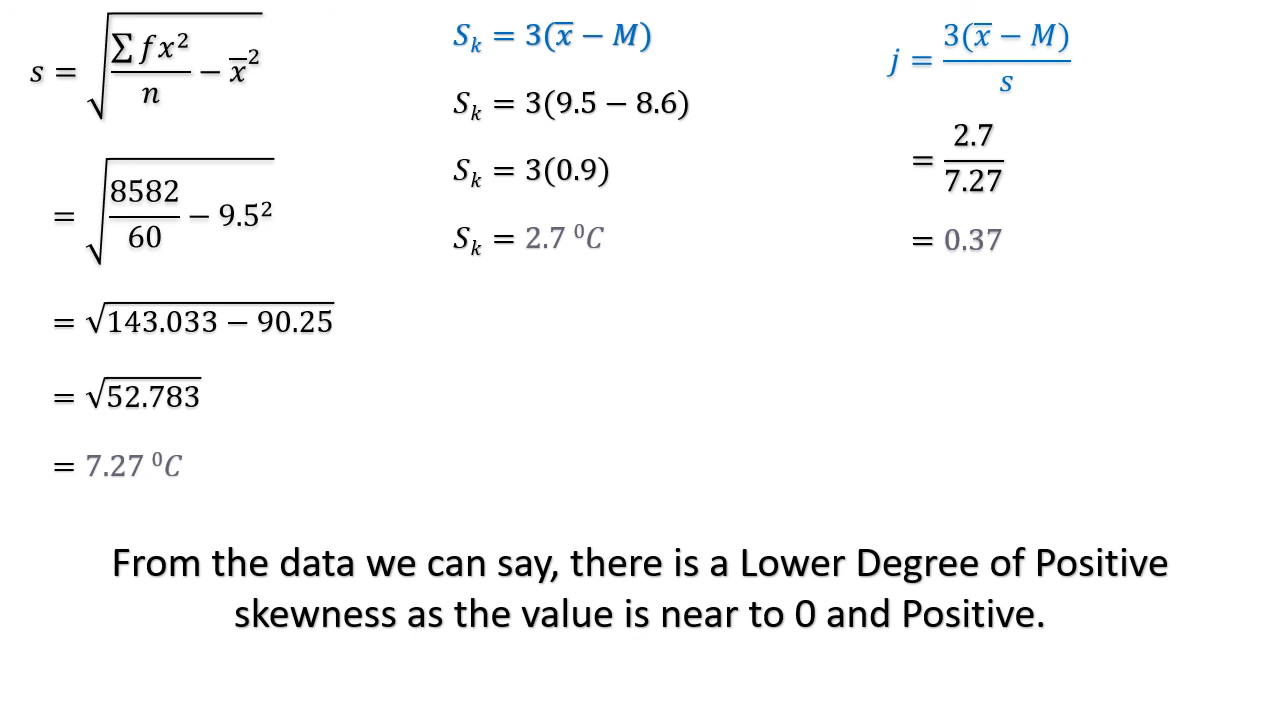 s = √(∑fx²/n − x̅²)
= √(8582/60 − 9.5²)
= √143.033 − 90.25
= √52.783
= 7.27 ⁰C
Sₖ = 3(x̅ − M)
Sₖ = 3(9.5 − 8.6)
Sₖ = 3(0.9)
Sₖ = 2.7 ⁰C
j = 3(x̅ − M)/s
= 2.7/7.27
= 0.37
From the data we can say, there is a Lower Degree of Positive
skewness as the value is near to 0 and Positive.